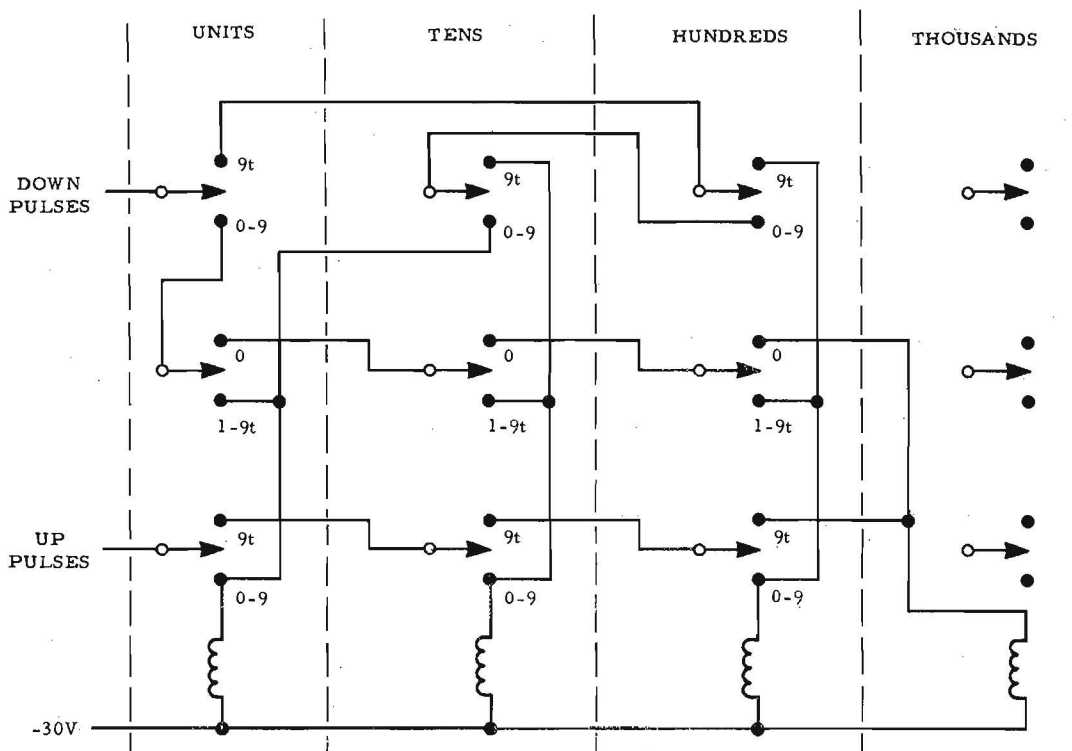 UNITS
TENS
HUNDREDS
THOUSANDS
DOWN
PULSES
9t
9t
9t
0-9
0-9
0-9
0
0
0
1-9t
1-9t
1-9t
UP
PULSES
9t
9t
9t
0-9
0-9
0-9
-30V